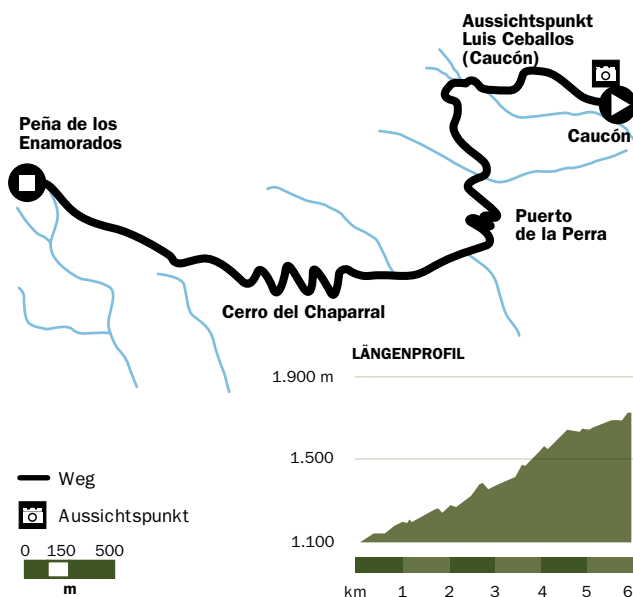 Aussichtspunkt
Luis Ceballos
(Caucón)
Peña de los
Enamorados
Caucón
Puerto
de la Perra
Cerro del Chaparral
LÄNGENPROFIL
1.900 m
1.500
1.100
km 1 2 3 4 5 6
Weg
Aussichtspunkt
0 150 500
m